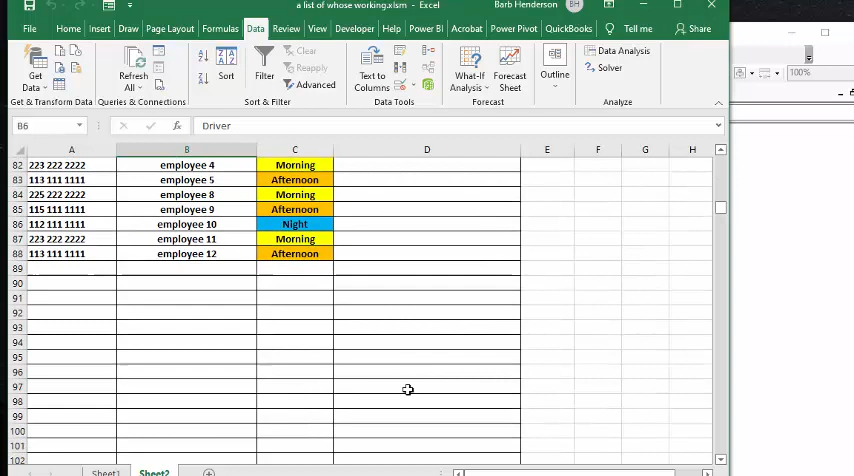 a list of whose working.xlsm - Excel
Barb Henderson
BH
File Home Insert Draw Page Layout Formulas Data Review View Developer Help Acrobat Power Pivot QuickBooks Share
Get Data
Refresh All
Sort
Filter
Clear
Reapply
Advanced
Text to Columns
What-If Analysis
Forecast Sheet
Outline
Data Analysis
Solver
Get & Transform Data Queries & Connections Sort & Filter Data Tools Forecast Analyze
100%
B6 fx Driver
A B C D E F G H
82 223 222 2222 employee 4 Morning
83 113 111 1111 employee 5 Afternoon
84 225 222 2222 employee 8 Morning
85 115 111 1111 employee 9 Afternoon
86 112 111 1111 employee 10 Night
87 223 222 2222 employee 11 Morning
88 113 111 1111 employee 12 Afternoon
89
90
91
92
93
94
95
96
97
98
99
100
101
102
Sheet1 Sheet2